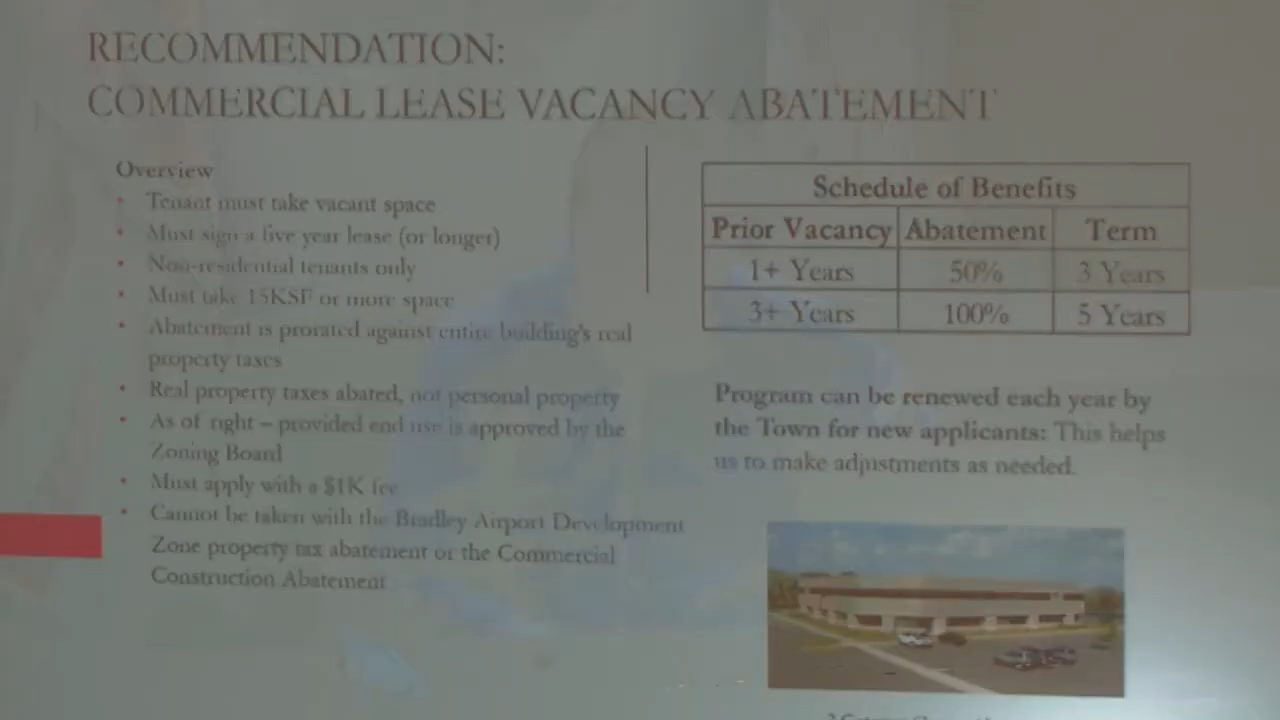 RECOMMENDATION:
COMMERCIAL LEASE VACANCY ABATEMENT
Overview
• Tenant must take vacant space
• Must sign a five year lease (or longer)
• Non-residential tenants only
• Must take 15KSF or more space
• Abatement is prorated against entire building's real
property taxes
• Real property taxes abated, not personal property
• As of right – provided end use is approved by the
Zoning Board
• Must apply with a $1K fee
• Cannot be taken with the Bradley Airport Development
Zone property tax abatement or the Commercial
Construction Abatement
Schedule of Benefits
Prior Vacancy Abatement Term
1+ Years 50% 3 Years
3+ Years 100% 5 Years
Program can be renewed each year by
the Town for new applicants: This helps
us to make adjustments as needed.